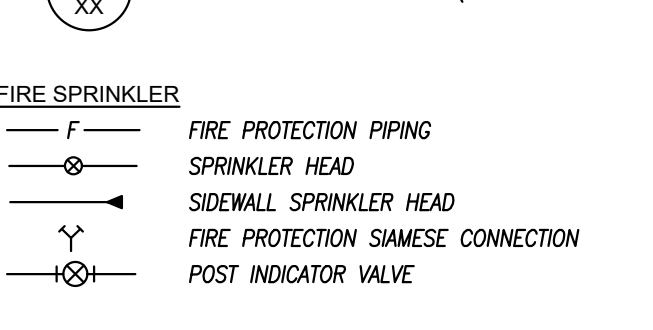 XX
FIRE SPRINKLER
F FIRE PROTECTION PIPING
SPRINKLER HEAD
SIDEWALL SPRINKLER HEAD
FIRE PROTECTION SIAMESE CONNECTION
POST INDICATOR VALVE